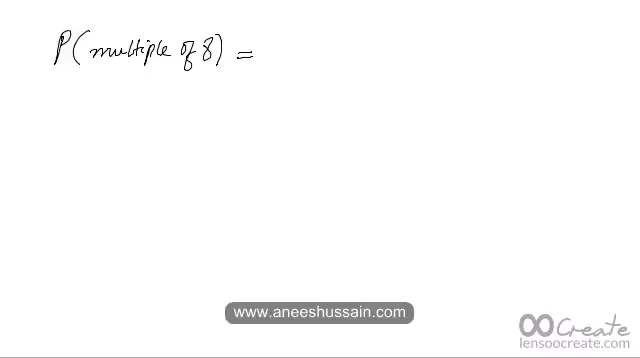 P(multiple of 8) =
www.aneeshussain.com
Create
lensoocreate.com